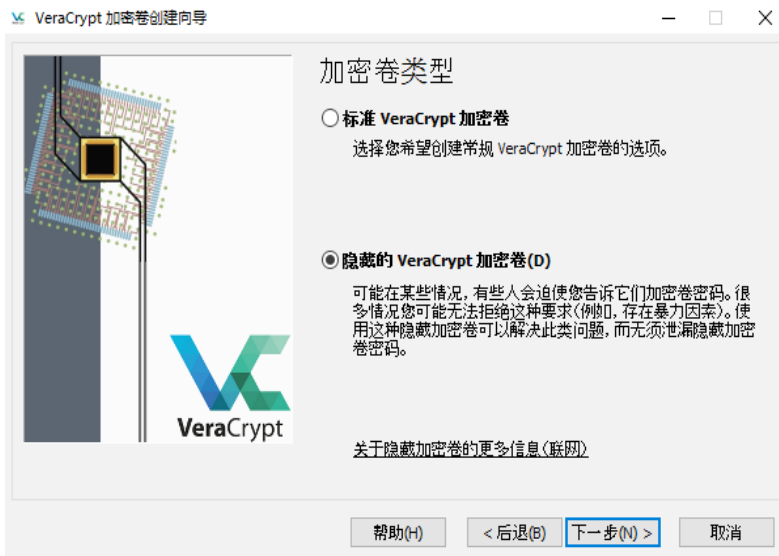 VeraCrypt 加密卷创建向导
加密卷类型
标准 VeraCrypt 加密卷
选择您希望创建常规 VeraCrypt 加密卷的选项。
隐藏的 VeraCrypt 加密卷(D)
可能在某些情况，有些人会迫使您告诉它们加密卷密码。很
多情况您可能无法拒绝这种要求(例如，存在暴力因素)。使
用这种隐藏加密卷可以解决此类问题，而无须泄漏隐藏加密
卷密码。
VeraCrypt
关于隐藏加密卷的更多信息(联网)
帮助(H)
< 后退(B)
下一步(N) >
取消